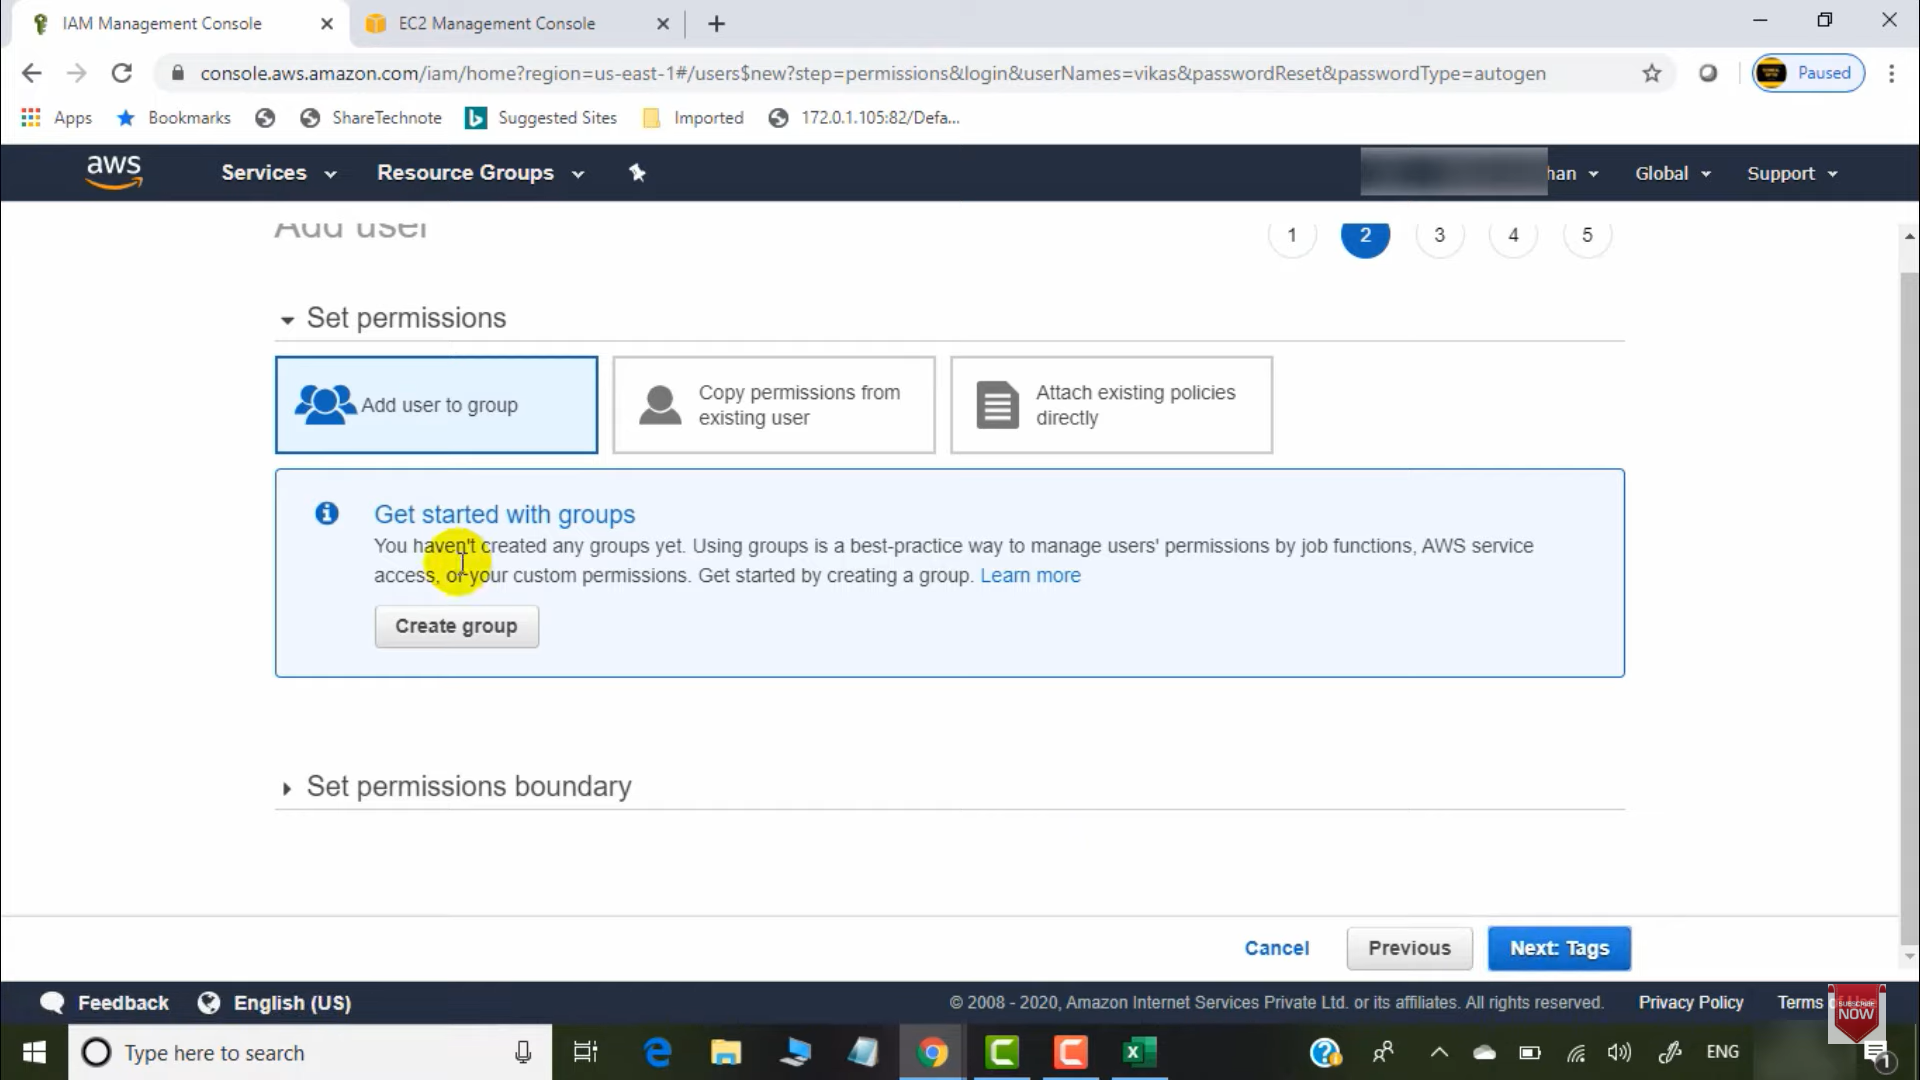 IAM Management Console
EC2 Management Console
console.aws.amazon.com/iam/home?region=us-east-1#/users$new?step=permissions&login&userNames=vikas&passwordReset&passwordType=autogen
Paused
Apps
Bookmarks
ShareTechnote
Suggested Sites
Imported
172.0.1.105:82/Defa...
aws
Services
Resource Groups
han
Global
Support
Add user
1
2
3
4
5
Set permissions
Add user to group
Copy permissions from
existing user
Attach existing policies
directly
Get started with groups
You haven't created any groups yet. Using groups is a best-practice way to manage users' permissions by job functions, AWS service
access, or your custom permissions. Get started by creating a group. Learn more
Create group
Set permissions boundary
Cancel
Previous
Next: Tags
Feedback
English (US)
© 2008 - 2020, Amazon Internet Services Private Ltd. or its affiliates. All rights reserved.
Privacy Policy
Terms
SUBSCRIBE
NOW
Type here to search
ENG
1